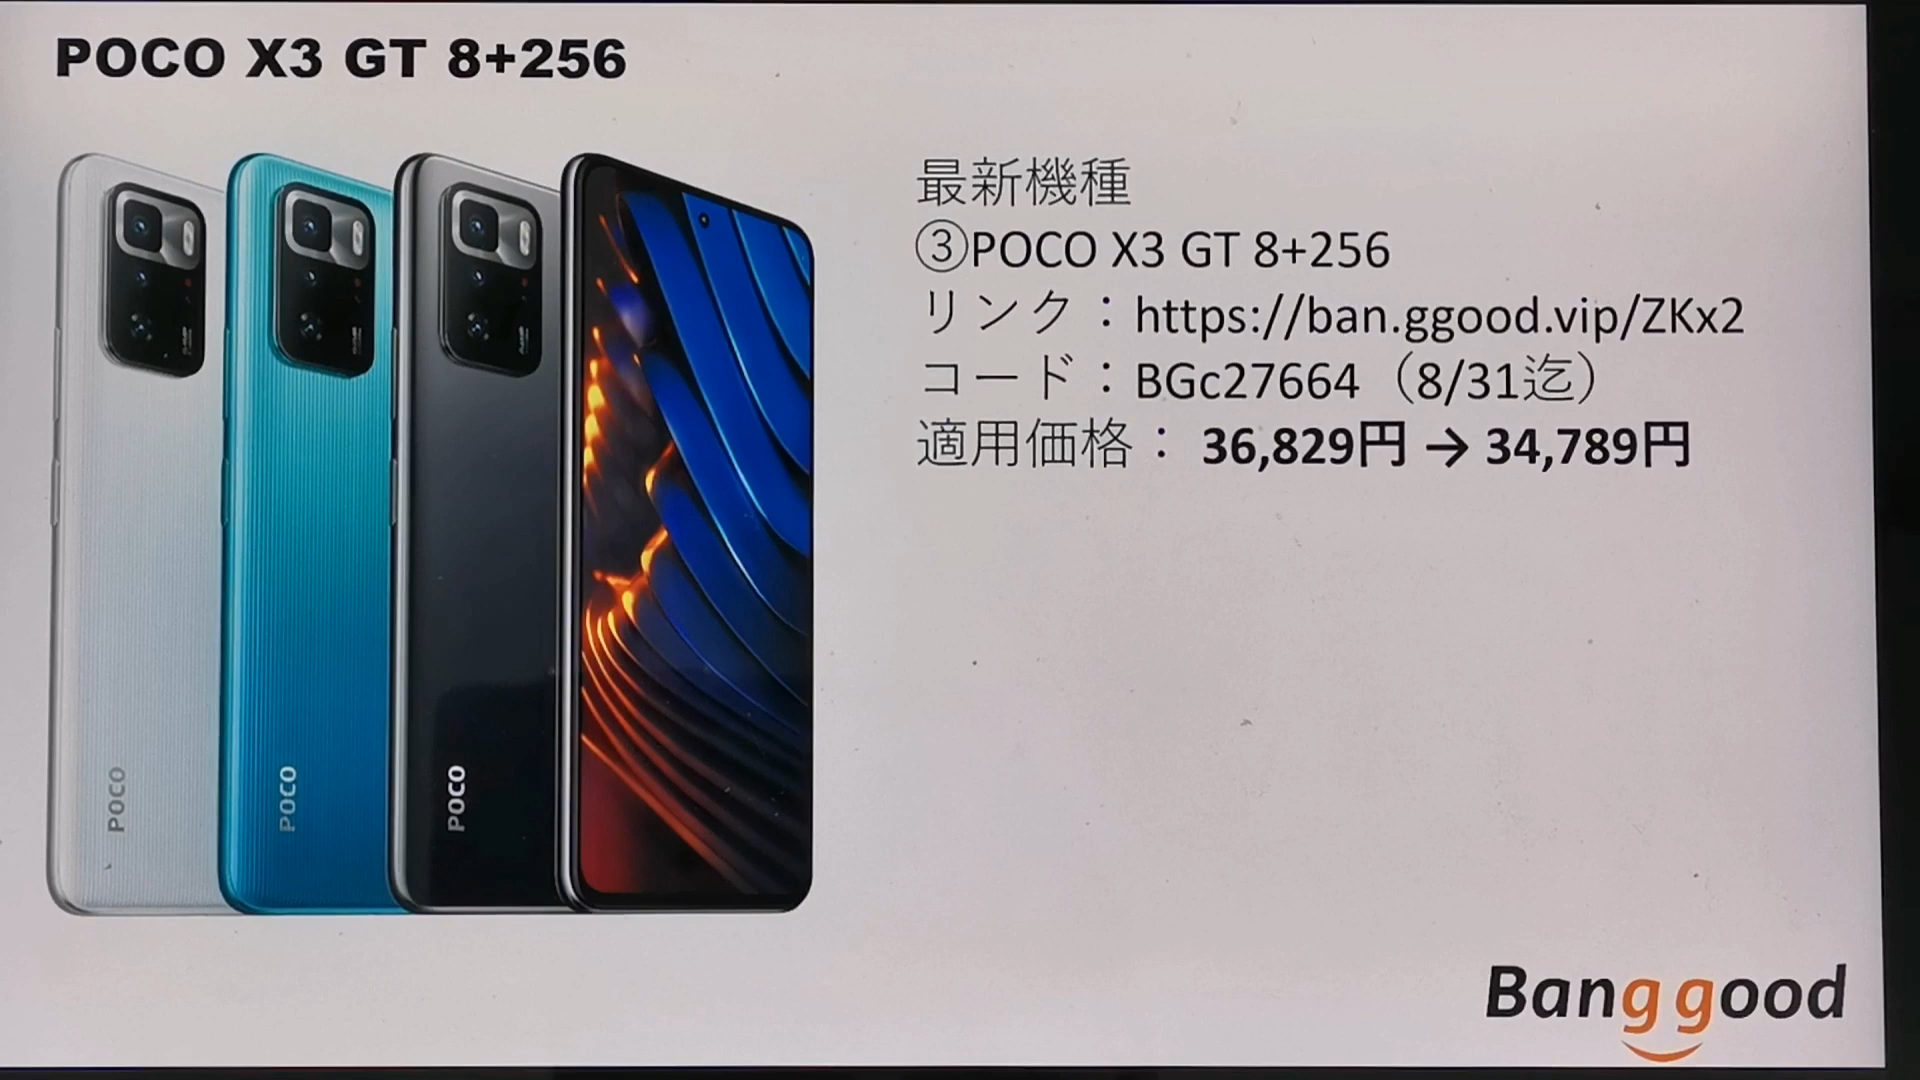 POCO X3 GT 8+256
最新機種
③POCO X3 GT 8+256
リンク：https://ban.ggood.vip/ZKx2
コード：BGc27664（8/31迄）
適用価格： 36,829円 → 34,789円
POCO
POCO
POCO
Banggood